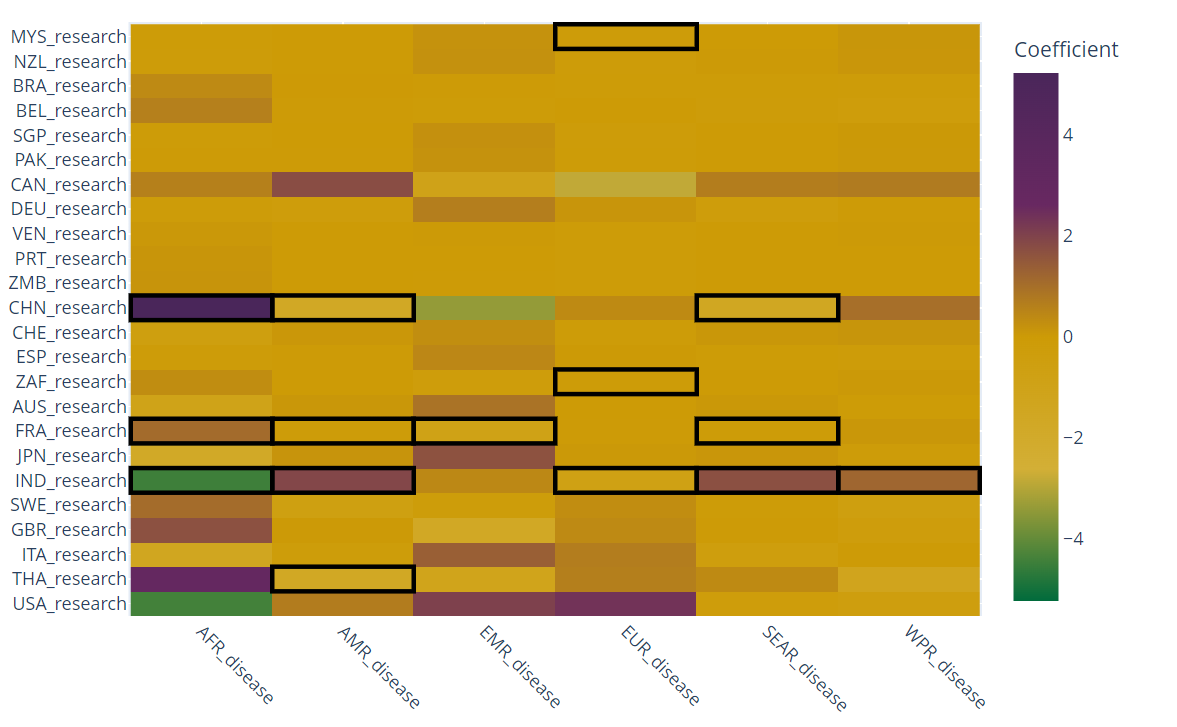 MYS_research
NZL_research
BRA_research
BEL_research
SGP_research
PAK_research
CAN_research
DEU_research
VEN_research
PRT_research
ZMB_research
CHN_research
CHE_research
ESP_research
ZAF_research
AUS_research
FRA_research
JPN_research
IND_research
SWE_research
GBR_research
ITA_research
THA_research
USA_research
AFR_disease
AMR_disease
EMR_disease
EUR_disease
SEAR_disease
WPR_disease
Coefficient
4
2
0
−2
−4